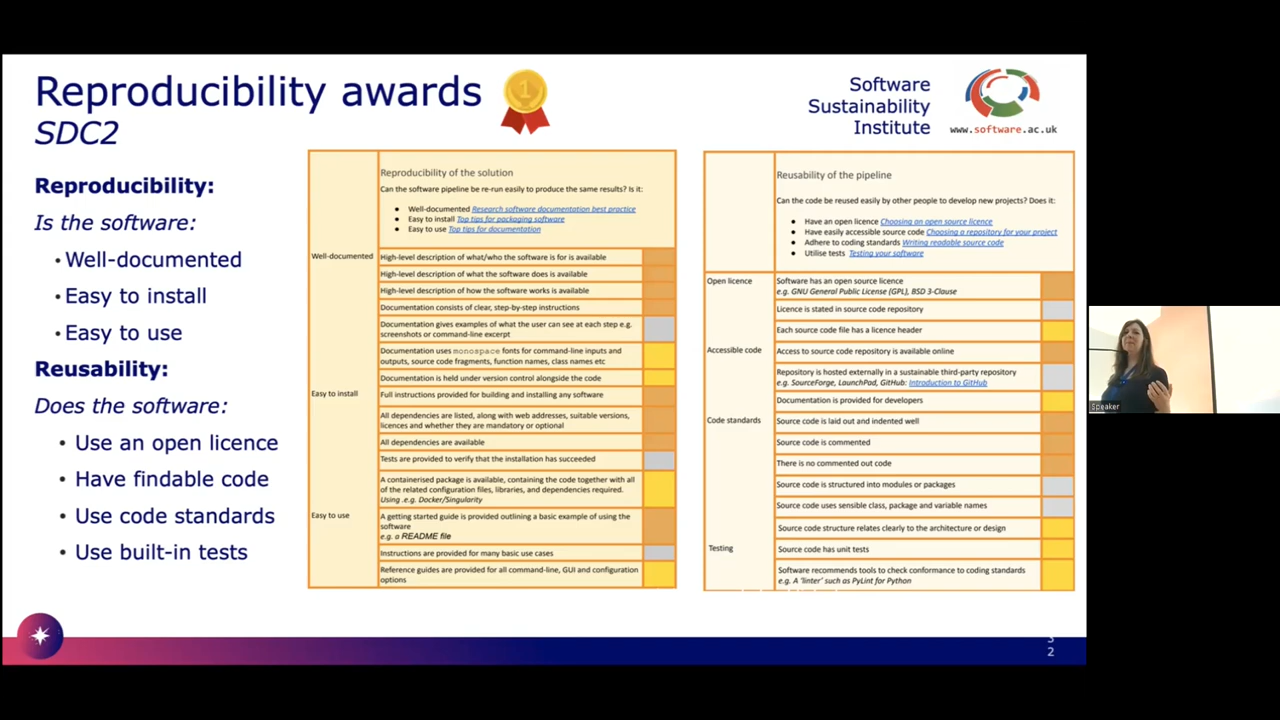 Reproducibility awards
SDC2
Software
Sustainability
Institute
www.software.ac.uk
Reproducibility:
Is the software:
• Well-documented
• Easy to install
• Easy to use
Reusability:
Does the software:
• Use an open licence
• Have findable code
• Use code standards
• Use built-in tests
1
Reproducibility of the solution
Can the software pipeline be re-run easily to produce the same results? Is it:
● Well-documented Research software documentation best practice
● Easy to install Top tips for packaging software
● Easy to use Top tips for documentation
Well-documented
High-level description of what/who the software is for is available
High-level description of what the software does is available
High-level description of how the software works is available
Documentation consists of clear, step-by-step instructions
Documentation gives examples of what the user can see at each step e.g.
screenshots or command-line excerpt
Documentation uses monospace fonts for command-line inputs and
outputs, source code fragments, function names, class names etc
Documentation is held under version control alongside the code
Easy to install
Full instructions provided for building and installing any software
All dependencies are listed, along with web addresses, suitable versions,
licences and whether they are mandatory or optional
All dependencies are available
Tests are provided to verify that the installation has succeeded
A containerised package is available, containing the code together with all
of the related configuration files, libraries, and dependencies required.
Using .e.g. Docker/Singularity
Easy to use
A getting started guide is provided outlining a basic example of using the
software
e.g. a README file
Instructions are provided for many basic use cases
Reference guides are provided for all command-line, GUI and configuration
options
Reusability of the pipeline
Can the code be reused easily by other people to develop new projects? Does it:
● Have an open licence Choosing an open source licence
● Have easily accessible source code Choosing a repository for your project
● Adhere to coding standards Writing readable source code
● Utilise tests Testing your software
Open licence
Software has an open source licence
e.g. GNU General Public License (GPL), BSD 3-Clause
Licence is stated in source code repository
Each source code file has a licence header
Accessible code
Access to source code repository is available online
Repository is hosted externally in a sustainable third-party repository
e.g. SourceForge, LaunchPad, GitHub: Introduction to GitHub
Documentation is provided for developers
Code standards
Source code is laid out and indented well
Source code is commented
There is no commented out code
Source code is structured into modules or packages
Source code uses sensible class, package and variable names
Source code structure relates clearly to the architecture or design
Testing
Source code has unit tests
Software recommends tools to check conformance to coding standards
e.g. A 'linter' such as PyLint for Python
3
2
Speaker